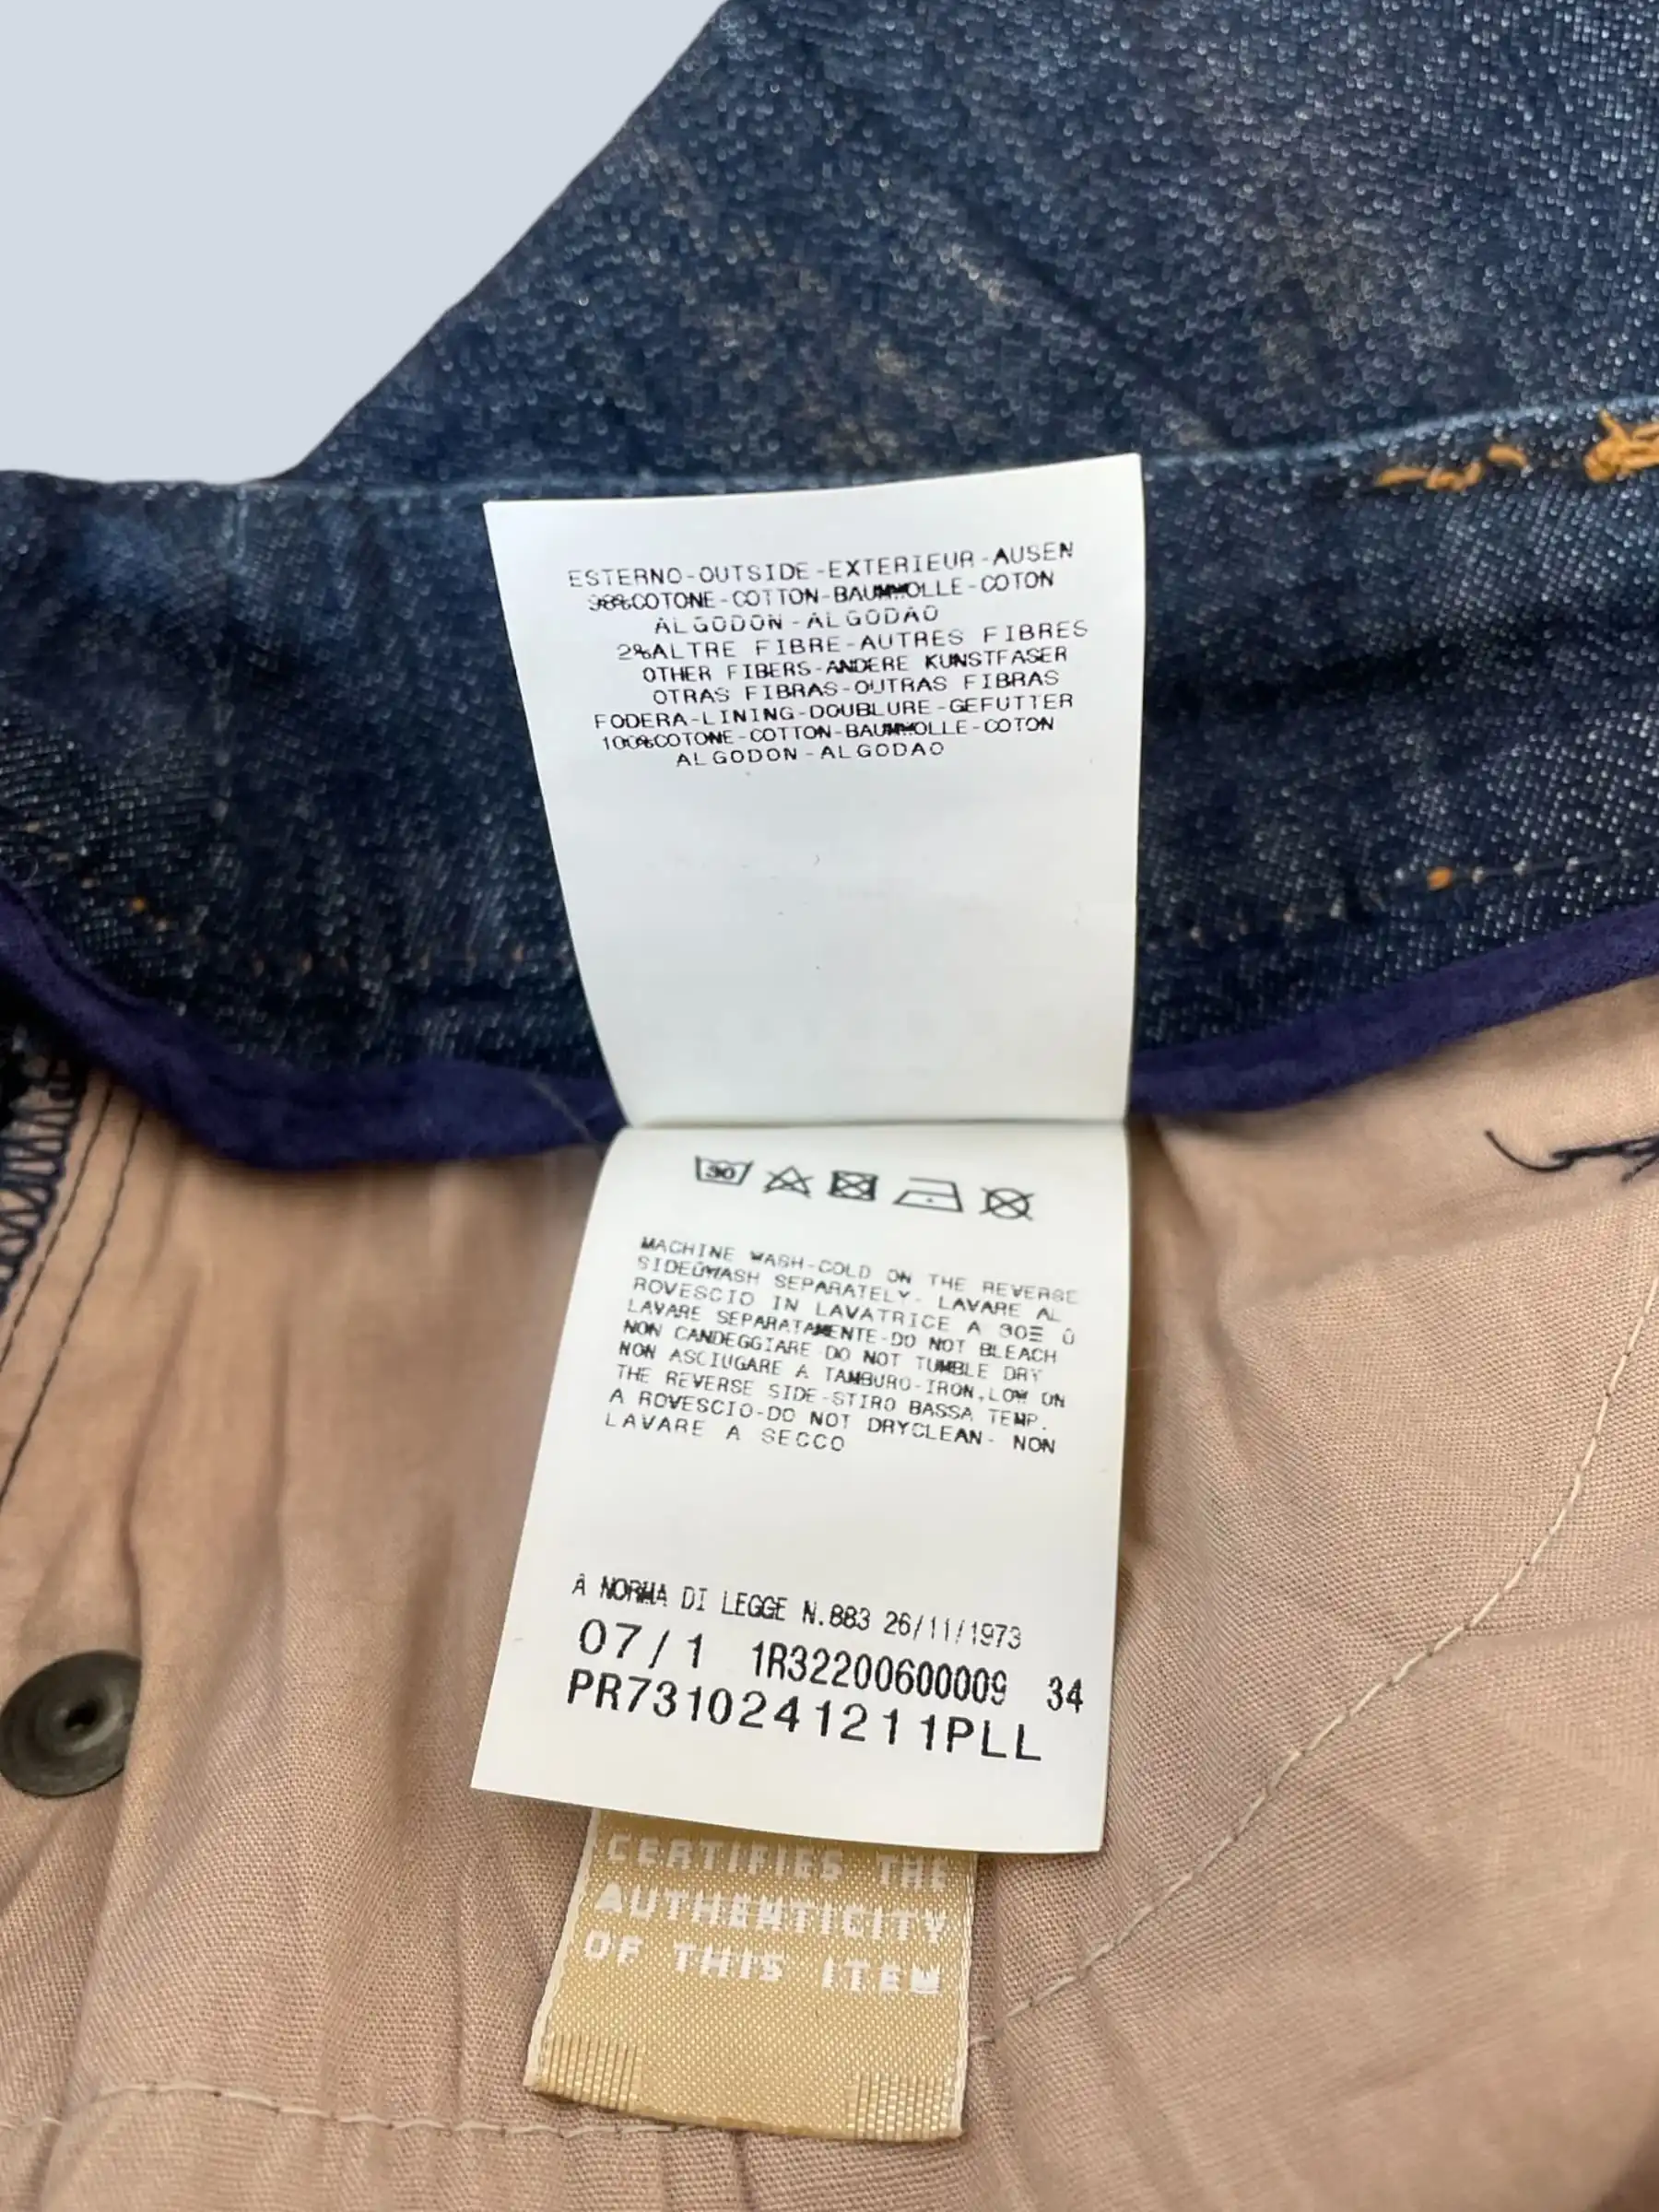 ESTERNO-OUTSIDE-EXTERIEUR-AUSEN
98%COTONE-COTTON-BAUMWOLLE-COTON
ALGODON-ALGODAO
2%ALTRE FIBRE-AUTRES FIBRES
OTHER FIBERS-ANDERE KUNSTFASER
OTRAS FIBRAS-OUTRAS FIBRAS
FODERA-LINING-DOUBLURE-GEFUTTER
100%COTONE-COTTON-BAUMWOLLE-COTON
ALGODON-ALGODAO
30
MACHINE WASH-COLD ON THE REVERSE
SIDEÛWASH SEPARATELY- LAVARE AL
ROVESCIO IN LAVATRICE A 30Ξ Û
LAVARE SEPARATAMENTE-DO NOT BLEACH
NON CANDEGGIARE DO NOT TUMBLE DRY
NON ASCIUGARE A TAMBURO-IRON,LOW ON
THE REVERSE SIDE-STIRO BASSA TEMP.
A ROVESCIO-DO NOT DRYCLEAN- NON
LAVARE A SECCO
A NORMA DI LEGGE N.883 26/11/1973
07/1 1R32200600009 34
PR7310241211PLL
CERTIFIES THE
AUTHENTICITY
OF THIS ITEM